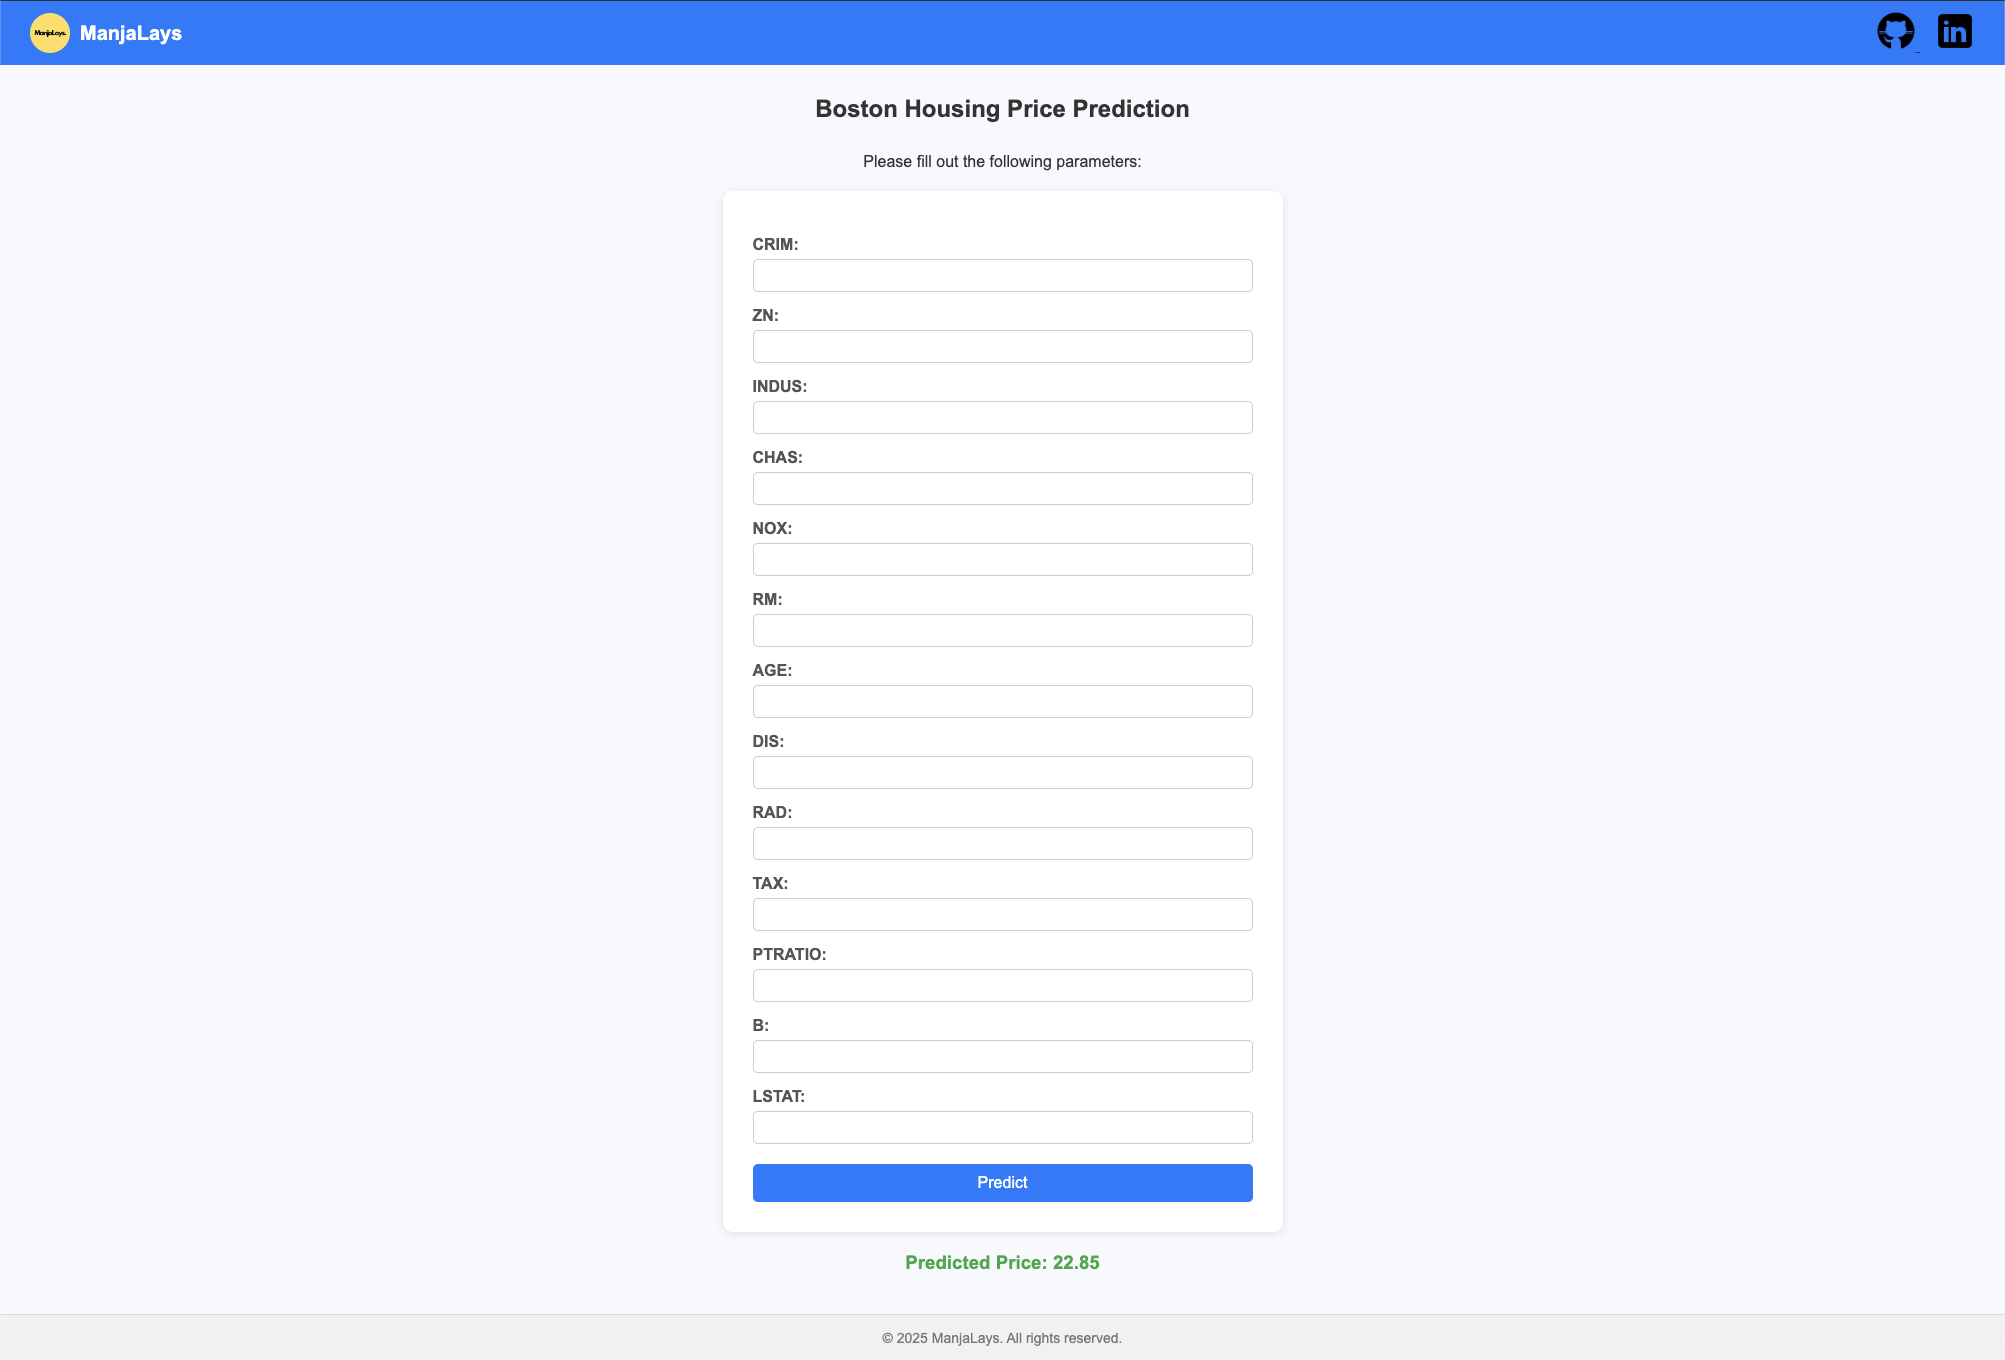 ManjaLays.
ManjaLays
in
Boston Housing Price Prediction
Please fill out the following parameters:
CRIM:
ZN:
INDUS:
CHAS:
NOX:
RM:
AGE:
DIS:
RAD:
TAX:
PTRATIO:
B:
LSTAT:
Predict
Predicted Price: 22.85
© 2025 ManjaLays. All rights reserved.